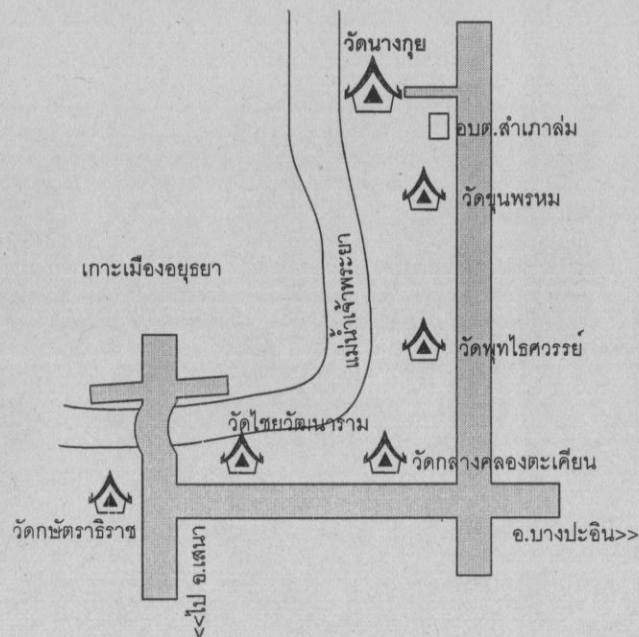 วัดนางกุย
อบต.สำเภาล่ม
วัดขุนพรหม
แม่น้ำเจ้าพระยา
เกาะเมืองอยุธยา
วัดพุทไธศวรรย์
วัดไชยวัฒนาราม
วัดกลางคลองตะเคียน
วัดกษัตราธิราช
อ.บางปะอิน>>
<<ไป อ.เสนา